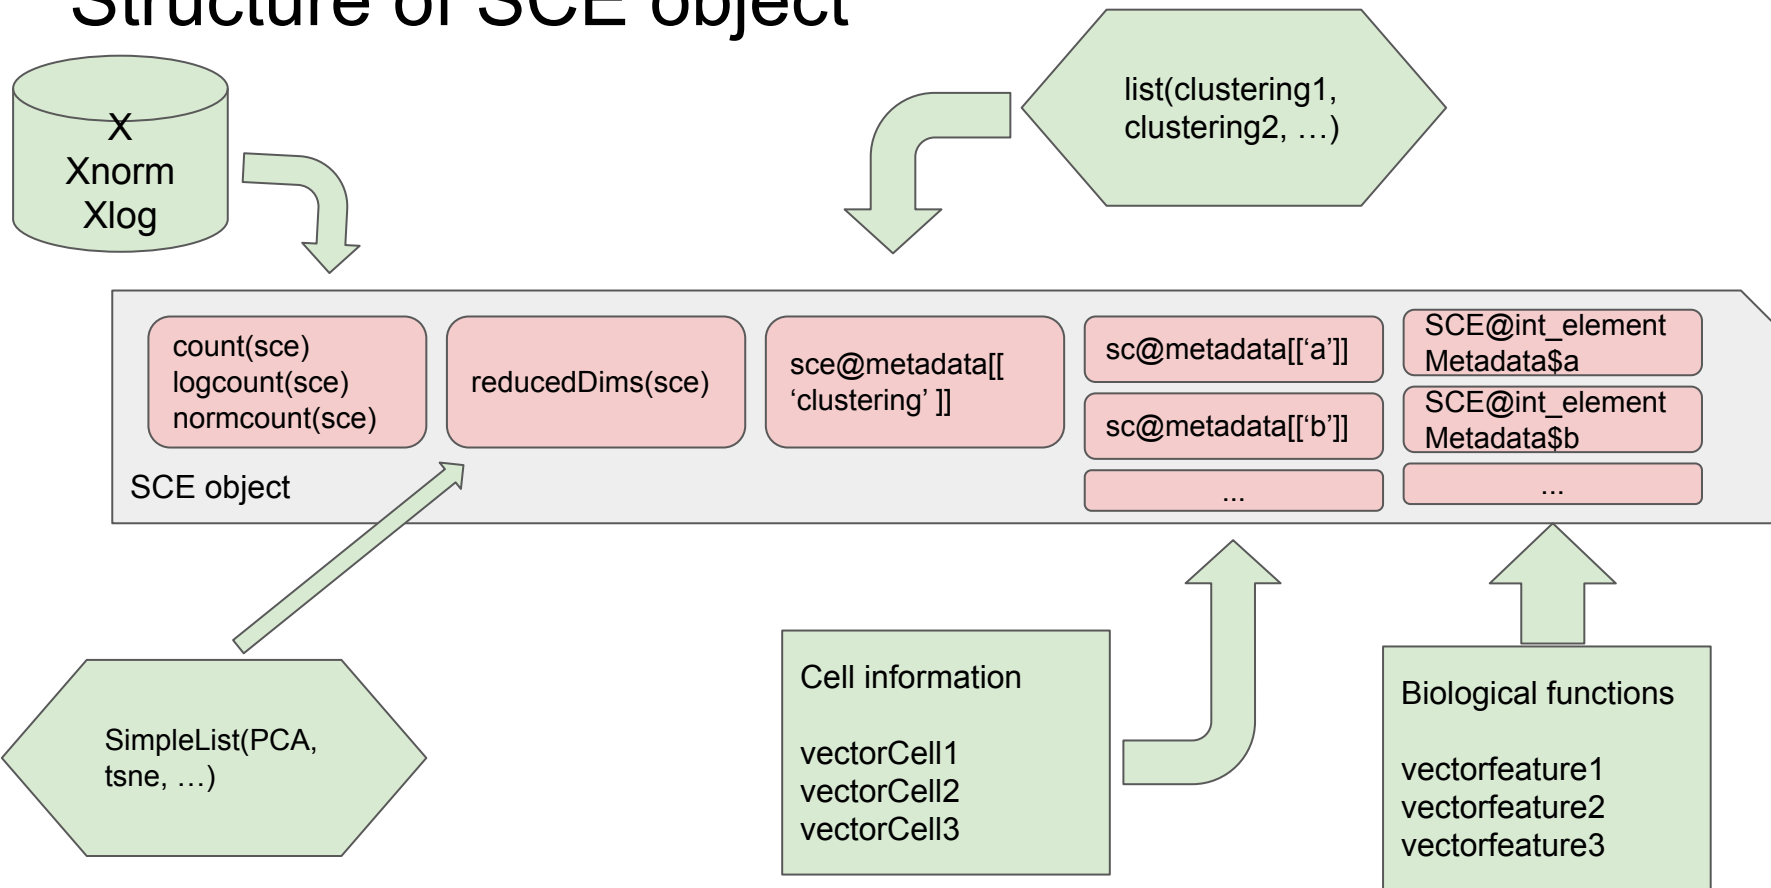 Structure of SCE object
X
Xnorm
Xlog
list(clustering1,
clustering2, …)
count(sce)
logcount(sce)
normcount(sce)
reducedDims(sce)
sce@metadata[[
‘clustering’ ]]
sc@metadata[[‘a’]]
sc@metadata[[‘b’]]
...
SCE@int_element
Metadata$a
SCE@int_element
Metadata$b
...
SCE object
SimpleList(PCA,
tsne, …)
Cell information
vectorCell1
vectorCell2
vectorCell3
Biological functions
vectorfeature1
vectorfeature2
vectorfeature3